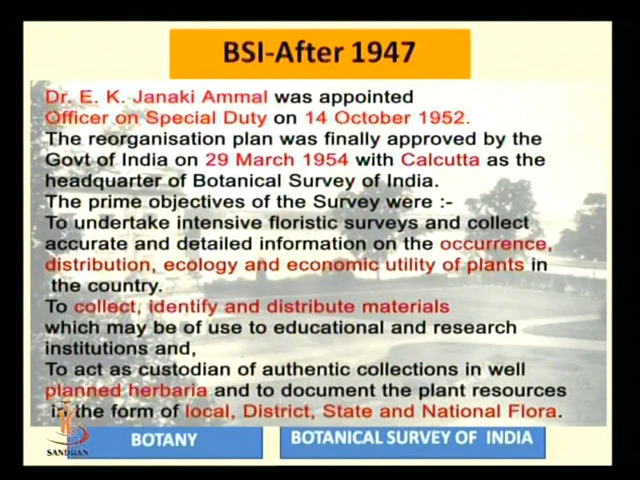 BSI-After 1947
Dr. E. K. Janaki Ammal was appointed
Officer on Special Duty on 14 October 1952.
The reorganisation plan was finally approved by the
Govt of India on 29 March 1954 with Calcutta as the
headquarter of Botanical Survey of India.
The prime objectives of the Survey were :-
To undertake intensive floristic surveys and collect
accurate and detailed information on the occurrence,
distribution, ecology and economic utility of plants in
the country.
To collect, identify and distribute materials
which may be of use to educational and research
institutions and,
To act as custodian of authentic collections in well
planned herbaria and to document the plant resources
in the form of local, District, State and National Flora.
BOTANY
BOTANICAL SURVEY OF INDIA
SANDHAN